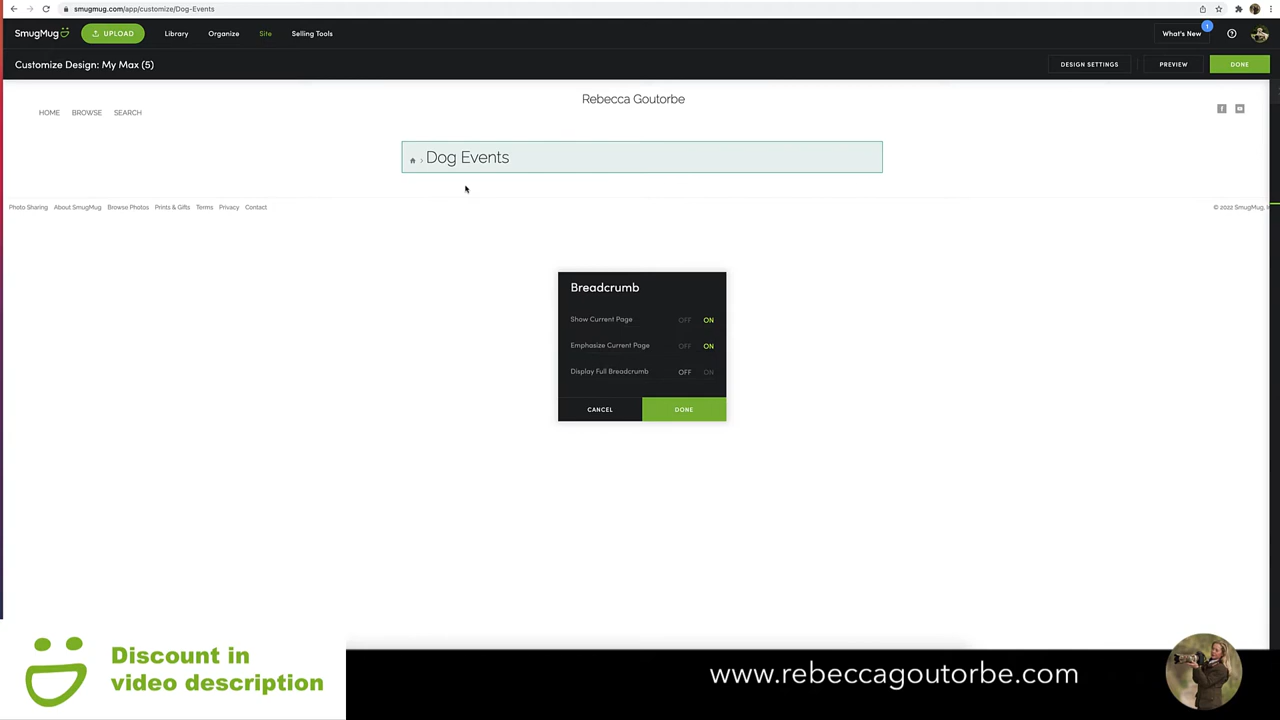 smugmug.com/app/customize/Dog-Events
SmugMug
UPLOAD
Library
Organize
Site
Selling Tools
What's New
1
?
Customize Design: My Max (5)
DESIGN SETTINGS
PREVIEW
DONE
Rebecca Goutorbe
HOME
BROWSE
SEARCH
> Dog Events
Photo Sharing
About SmugMug
Browse Photos
Prints & Gifts
Terms
Privacy
Contact
© 2022 SmugMug,
Breadcrumb
Show Current Page OFF ON
Emphasize Current Page OFF ON
Display Full Breadcrumb OFF ON
CANCEL
DONE
Discount in
video description
www.rebeccagoutorbe.com